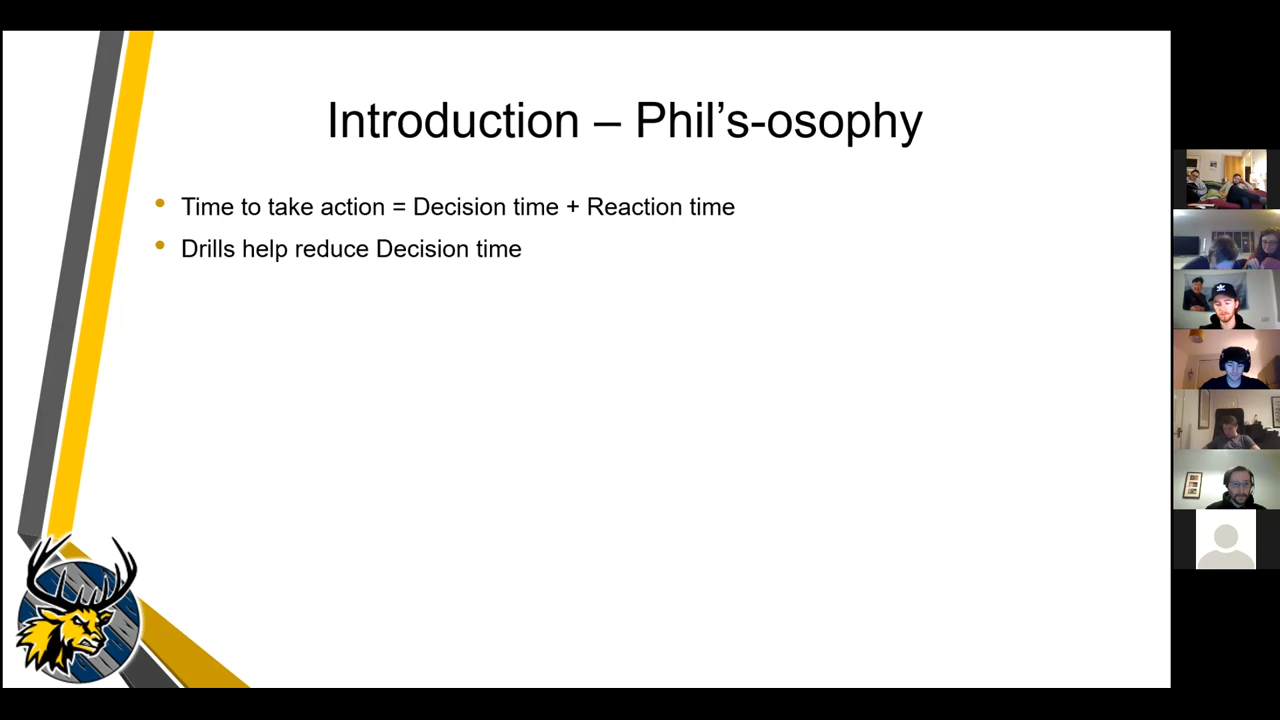 Introduction – Phil’s-osophy
Time to take action = Decision time + Reaction time
Drills help reduce Decision time